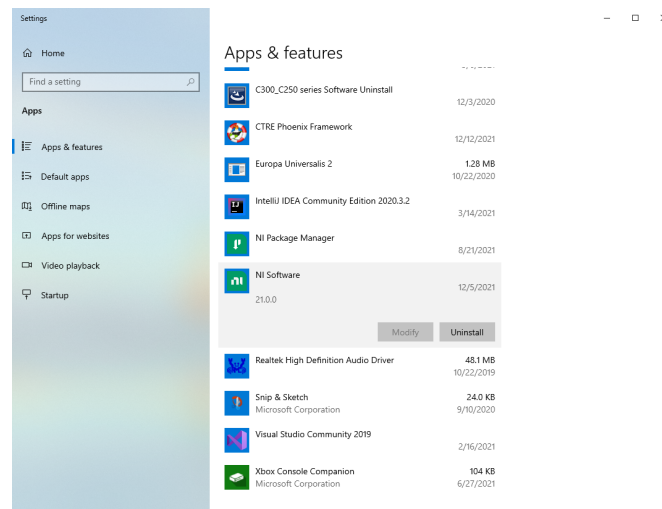 Settings
Home
Find a setting
Apps
Apps & features
Default apps
Offline maps
Apps for websites
Video playback
Startup
Apps & features
C300_C250 series Software Uninstall
12/3/2020
CTRE Phoenix Framework
12/12/2021
Europa Universalis 2
1.28 MB
10/22/2020
IntelliJ IDEA Community Edition 2020.3.2
3/14/2021
NI Package Manager
8/21/2021
NI Software
12/5/2021
21.0.0
Modify
Uninstall
Realtek High Definition Audio Driver
48.1 MB
10/22/2019
Snip & Sketch
24.0 KB
Microsoft Corporation
9/10/2020
Visual Studio Community 2019
2/16/2021
Xbox Console Companion
104 KB
Microsoft Corporation
6/27/2021